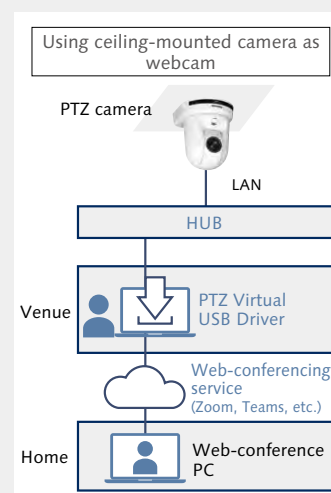 Using ceiling-mounted camera as
webcam
PTZ camera
LAN
HUB
Venue
PTZ Virtual
USB Driver
Web-conferencing
service
(Zoom, Teams, etc.)
Home
Web-conference
PC